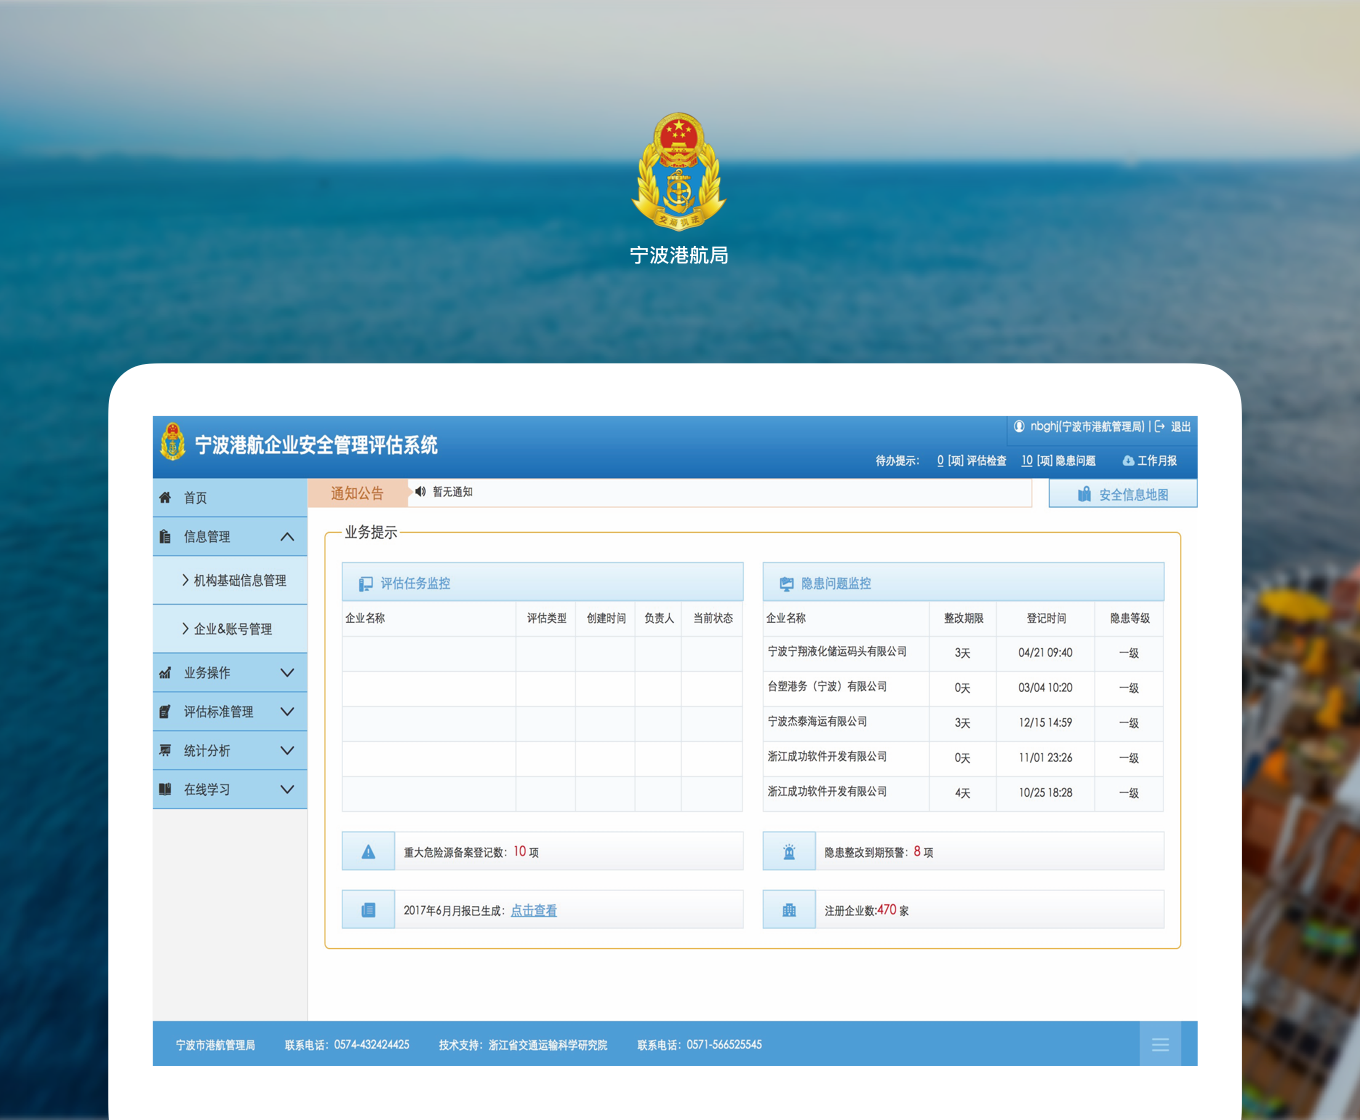 交通执法
宁波港航局
宁波港航企业安全管理评估系统
nbghj(宁波市港航管理局) | 退出
待办提示： 0 [项] 评估检查 10 [项] 隐患问题 工作月报
首页
信息管理
机构基础信息管理
企业&账号管理
业务操作
评估标准管理
统计分析
在线学习
通知公告 暂无通知 安全信息地图
业务提示
评估任务监控
企业名称 评估类型 创建时间 负责人 当前状态
隐患问题监控
企业名称 整改期限 登记时间 隐患等级
宁波宁翔液化储运码头有限公司 3天 04/21 09:40 一级
台塑港务（宁波）有限公司 0天 03/04 10:20 一级
宁波杰泰海运有限公司 3天 12/15 14:59 一级
浙江成功软件开发有限公司 0天 11/01 23:26 一级
浙江成功软件开发有限公司 4天 10/25 18:28 一级
重大危险源备案登记数：10 项
隐患整改到期预警：8 项
2017年6月月报已生成：点击查看
注册企业数:470 家
宁波市港航管理局 联系电话：0574-432424425 技术支持：浙江省交通运输科学研究院 联系电话：0571-566525545